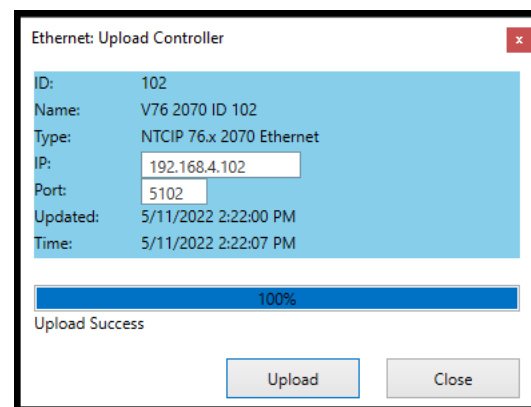 Ethernet: Upload Controller x
ID: 102
Name: V76 2070 ID 102
Type: NTCIP 76.x 2070 Ethernet
IP: 192.168.4.102
Port: 5102
Updated: 5/11/2022 2:22:00 PM
Time: 5/11/2022 2:22:07 PM
100%
Upload Success
Upload Close